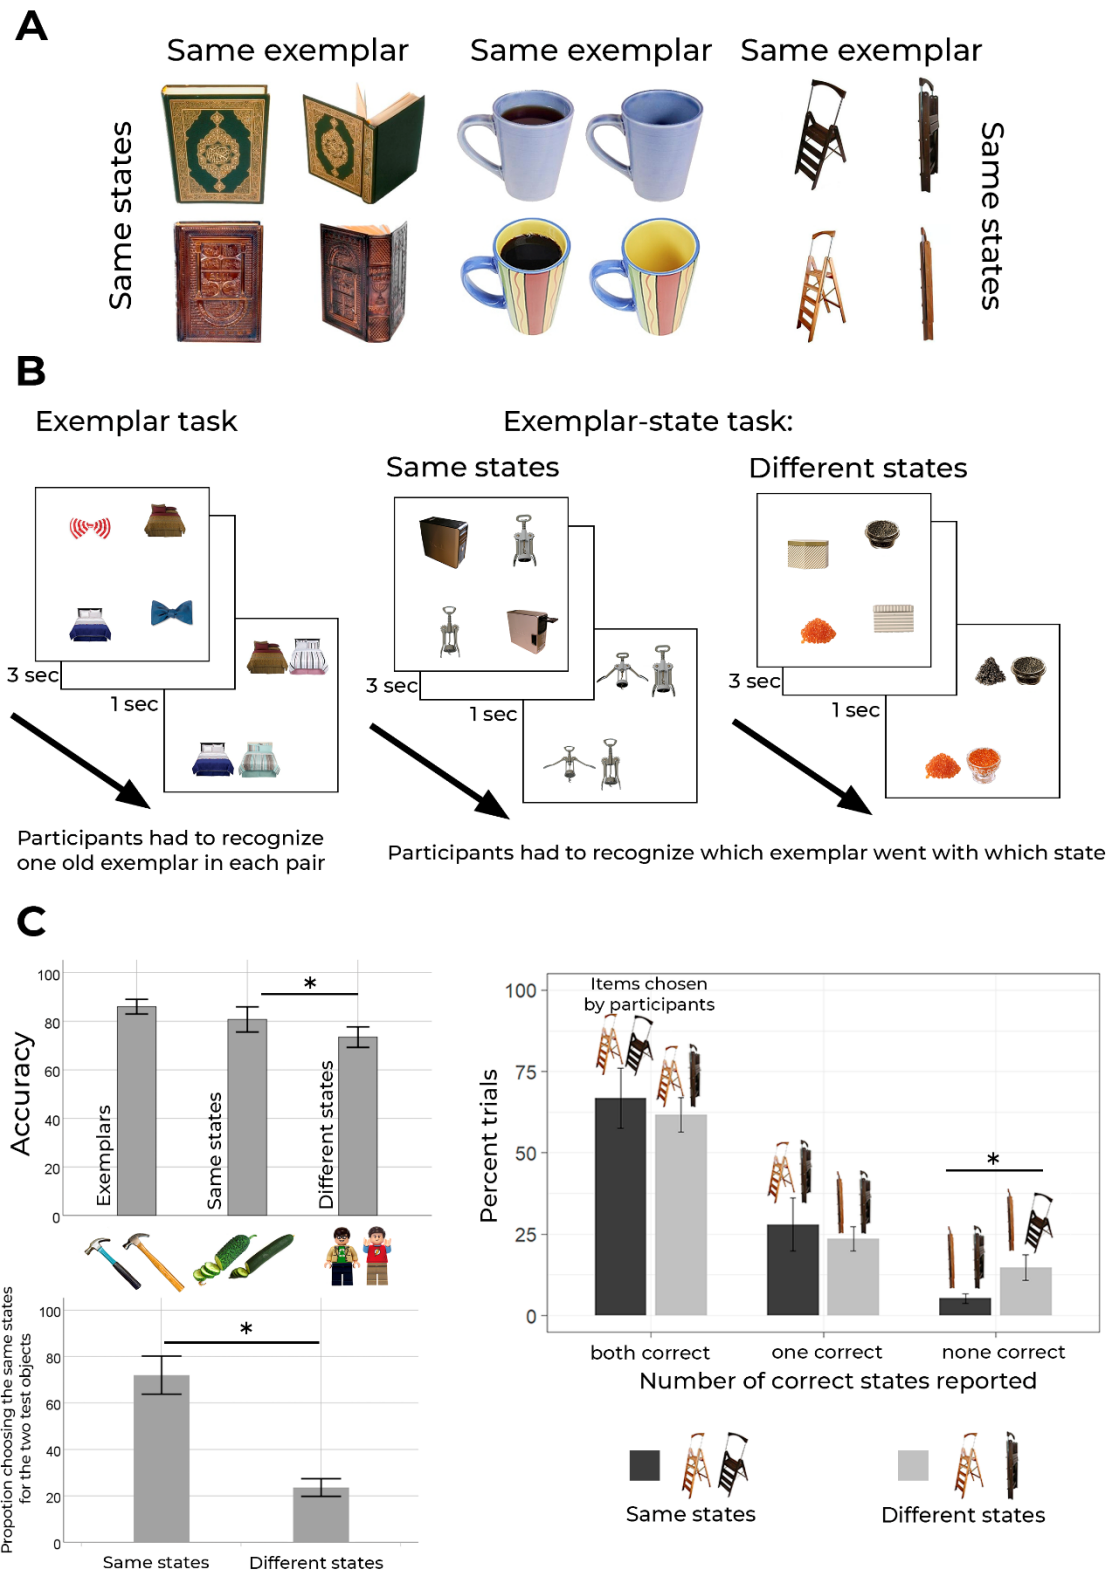 A
Same exemplar
Same exemplar
Same exemplar
Same states
Same states
B
Exemplar task
Exemplar-state task:
Same states
Different states
3 sec
1 sec
3 sec
1 sec
3 sec
1 sec
Participants had to recognize
one old exemplar in each pair
Participants had to recognize which exemplar went with which state
C
Accuracy
100
80
60
40
20
0
Exemplars
Same states
Different states
*
Propotion choosing the same states
for the two test objects
100
80
60
40
20
0
*
Same states
Different states
Percent trials
100
75
50
25
0
Items chosen
by participants
*
both correct
one correct
none correct
Number of correct states reported
Same states
Different states